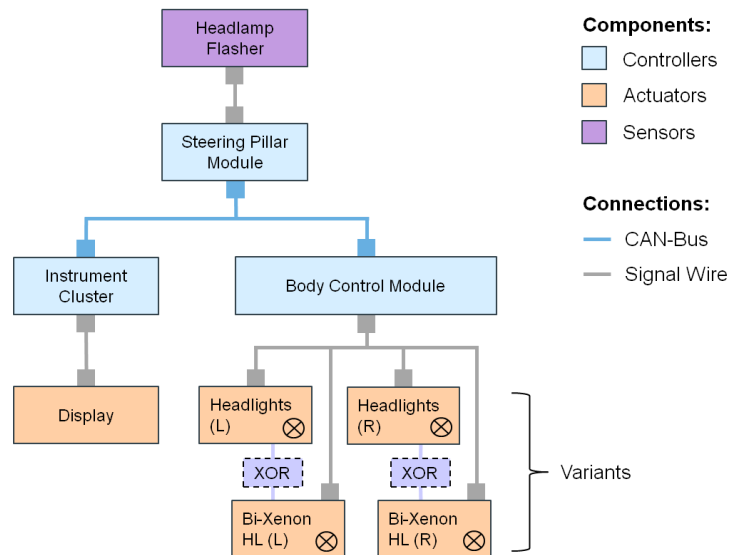 Headlamp
Flasher
Components:
Controllers
Actuators
Sensors
Steering Pillar
Module
Connections:
CAN-Bus
Signal Wire
Instrument
Cluster
Body Control Module
Display
Headlights
(L)
Headlights
(R)
XOR
XOR
Variants
Bi-Xenon
HL (L)
Bi-Xenon
HL (R)